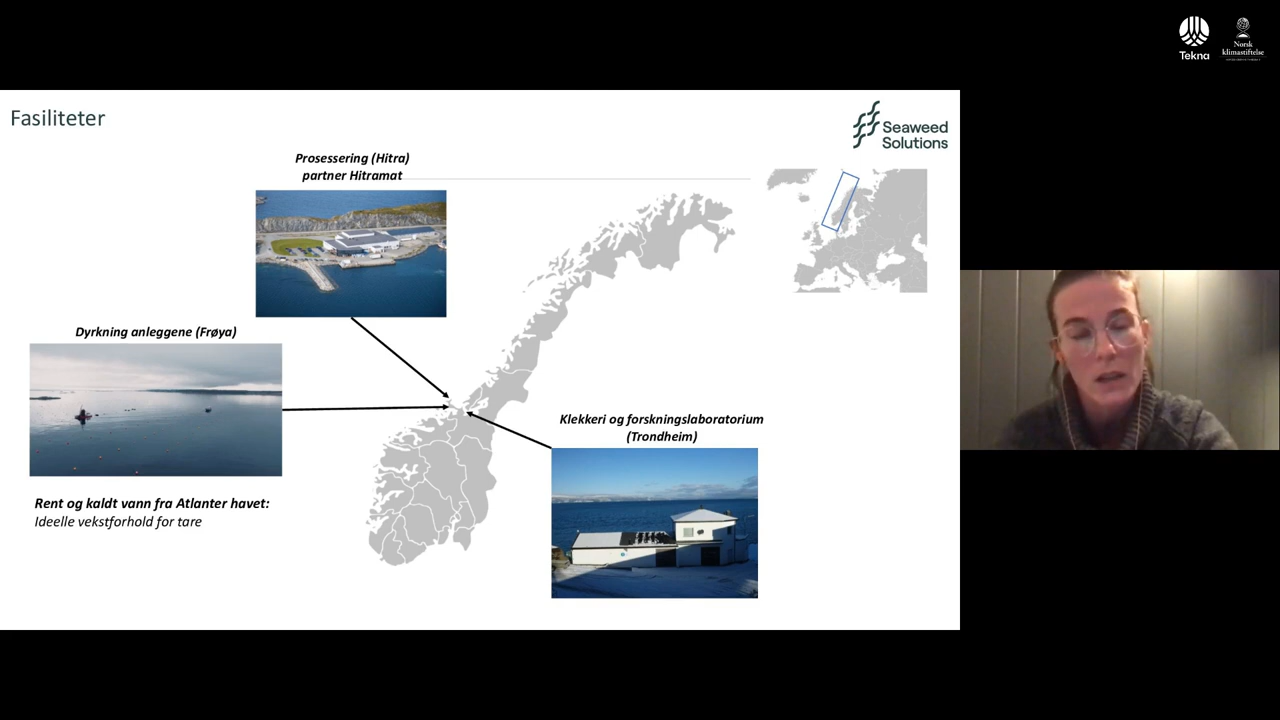 Tekna
Norsk
klimastiftelse
Fasiliteter
Seaweed
Solutions
Prosessering (Hitra)
partner Hitramat
Dyrkning anleggene (Frøya)
Klekkeri og forskningslaboratorium
(Trondheim)
Rent og kaldt vann fra Atlanter havet:
Ideelle vekstforhold for tare